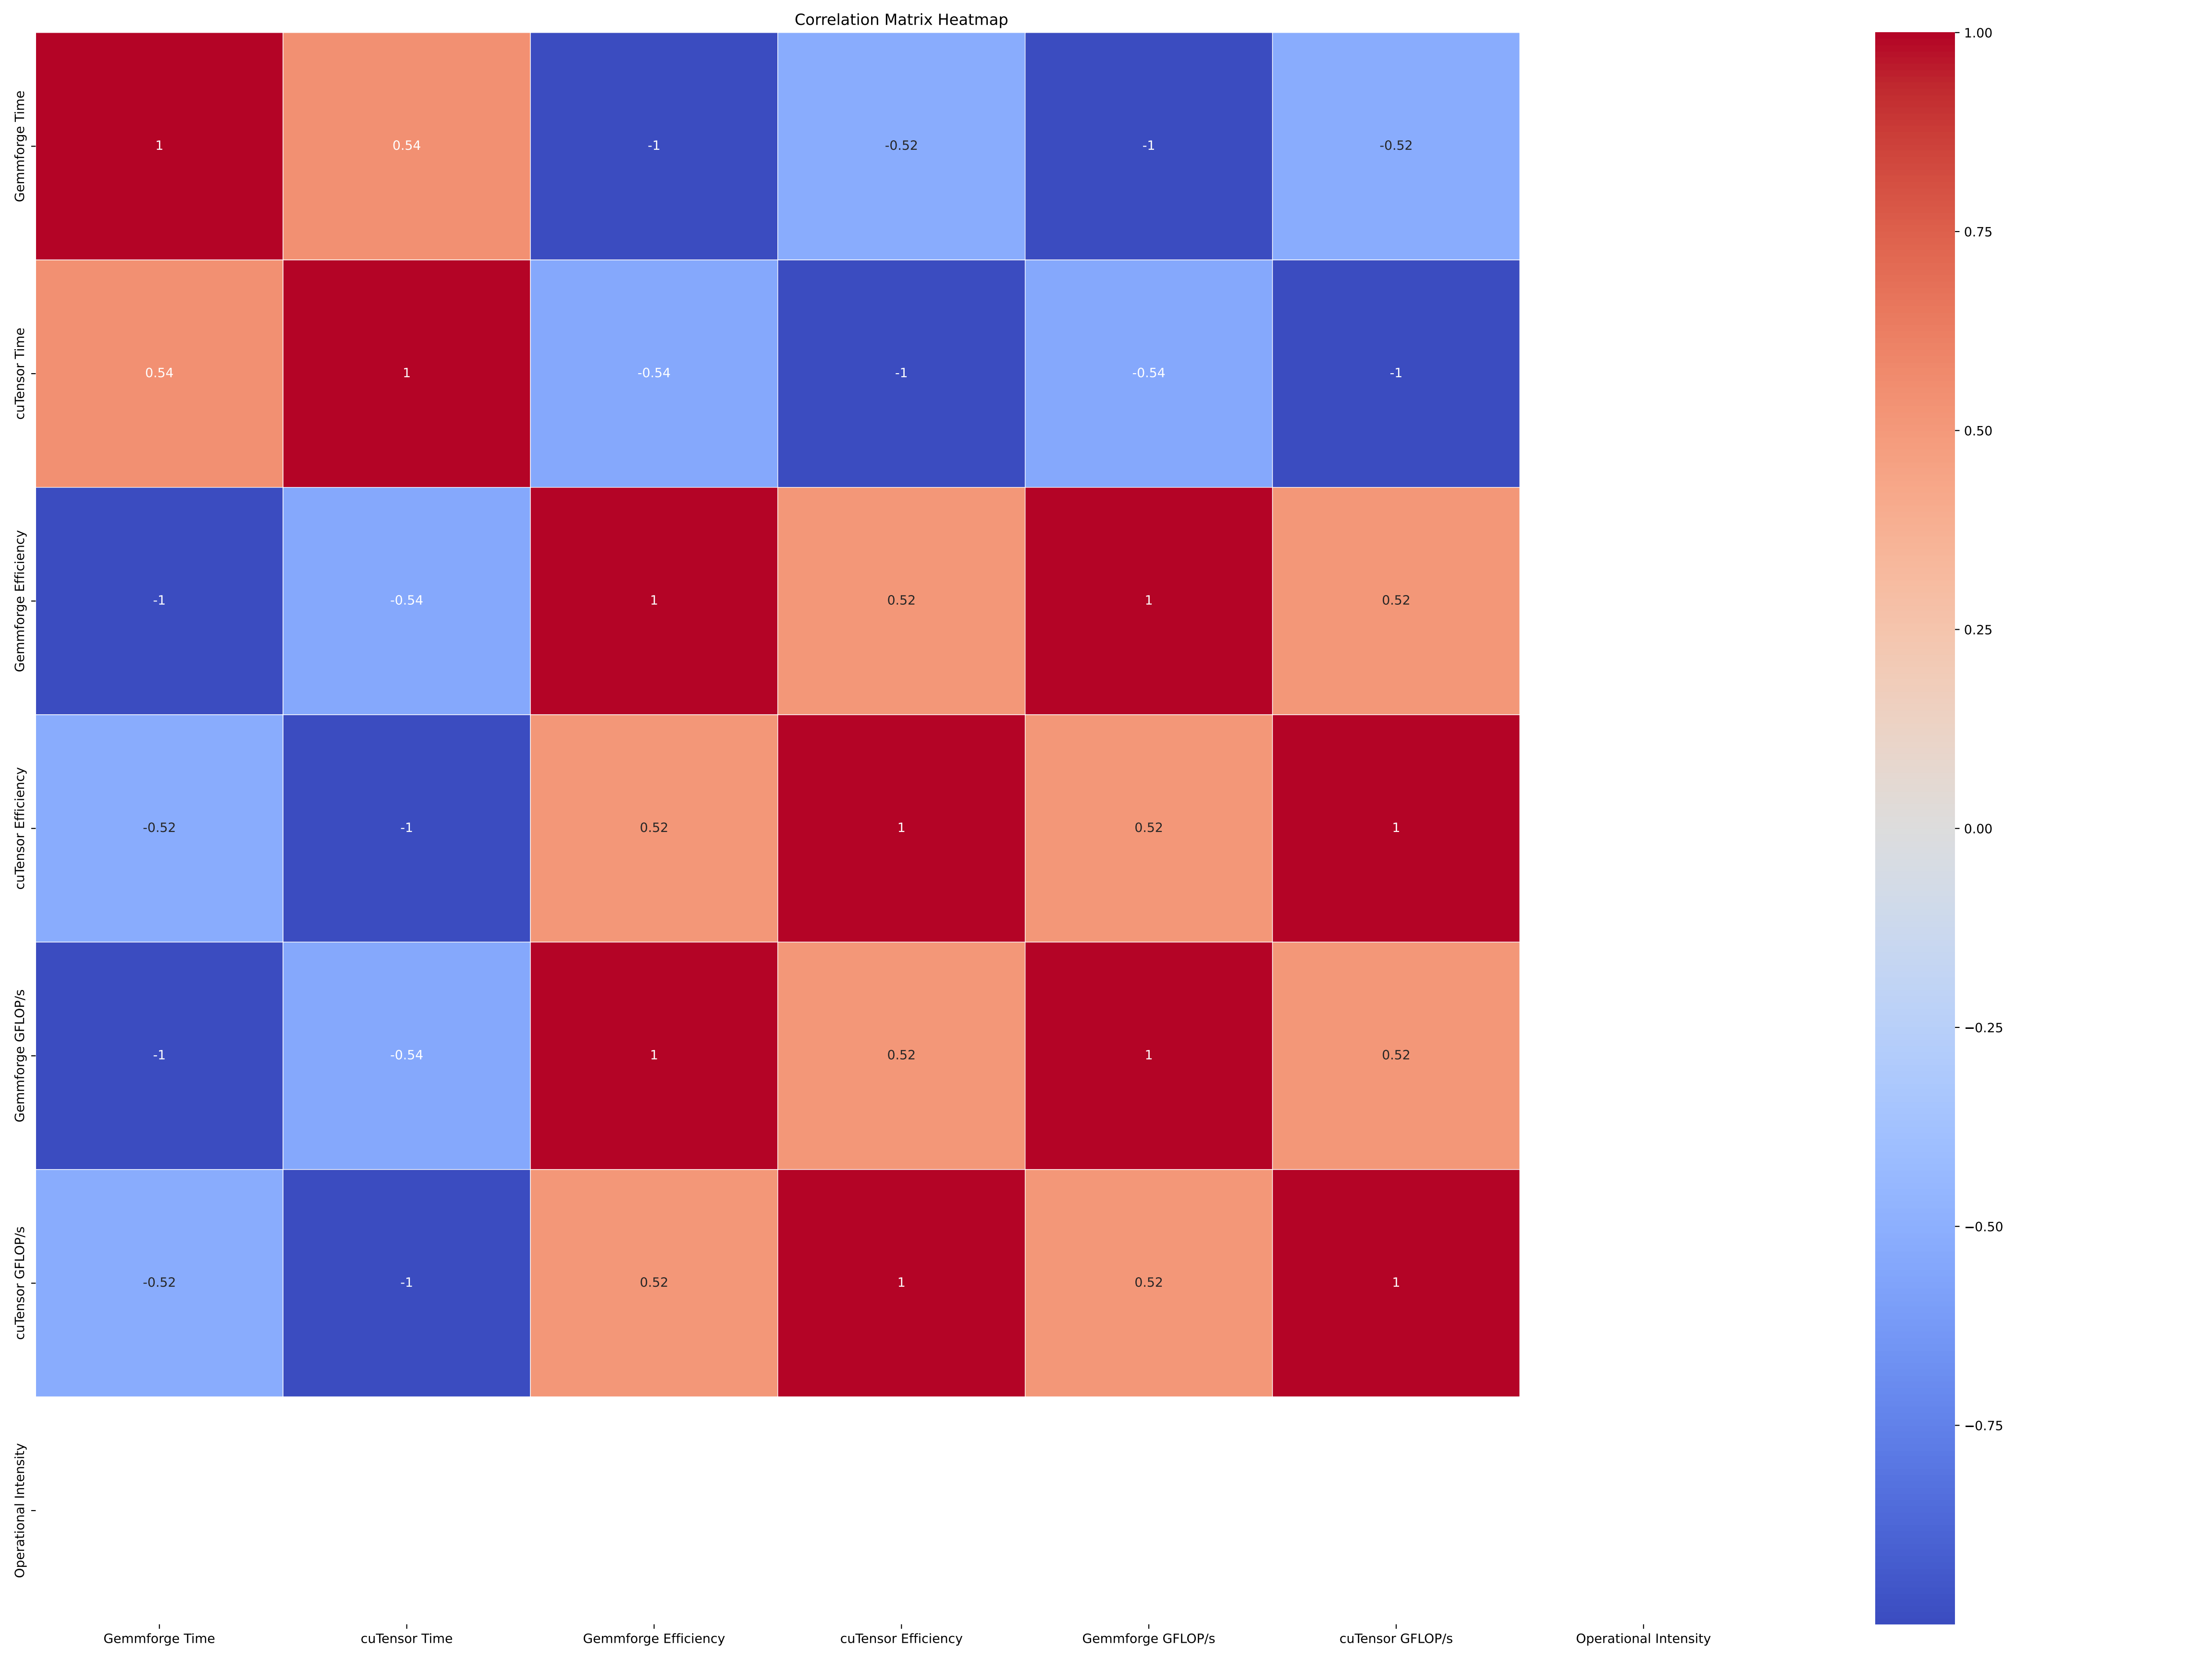 Correlation Matrix Heatmap
Gemmforge Time
1
0.54
-1
-0.52
-1
-0.52
cuTensor Time
0.54
1
-0.54
-1
-0.54
-1
Gemmforge Efficiency
-1
-0.54
1
0.52
1
0.52
cuTensor Efficiency
-0.52
-1
0.52
1
0.52
1
Gemmforge GFLOP/s
-1
-0.54
1
0.52
1
0.52
cuTensor GFLOP/s
-0.52
-1
0.52
1
0.52
1
Operational Intensity
Gemmforge Time
cuTensor Time
Gemmforge Efficiency
cuTensor Efficiency
Gemmforge GFLOP/s
cuTensor GFLOP/s
Operational Intensity
1.00
0.75
0.50
0.25
0.00
−0.25
−0.50
−0.75